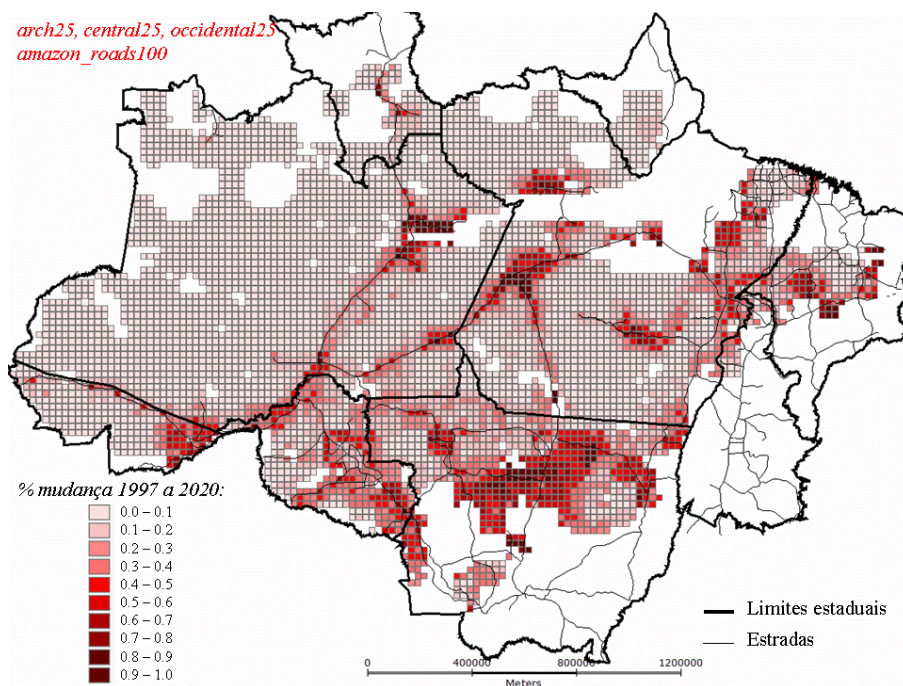 arch25, central25, occidental25
amazon_roads100
% mudança 1997 a 2020:
0.0 – 0.1
0.1 – 0.2
0.2 – 0.3
0.3 – 0.4
0.4 – 0.5
0.5 – 0.6
0.6 – 0.7
0.7 – 0.8
0.8 – 0.9
0.9 – 1.0
Limites estaduais
Estradas
0 400000 800000 1200000
Meters